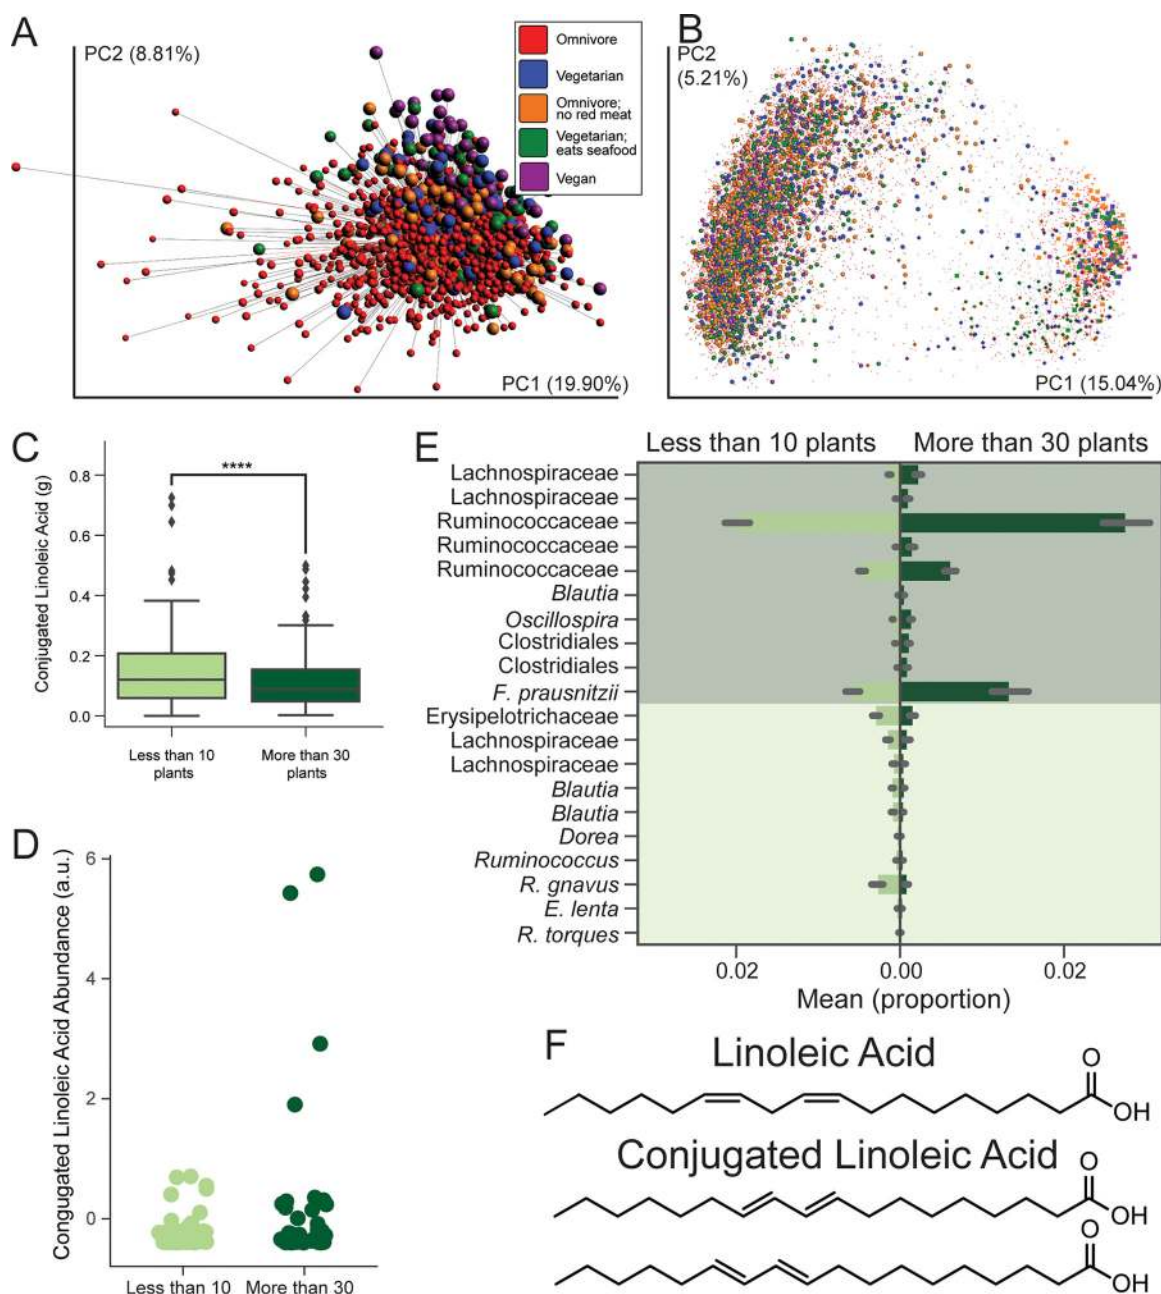 A
PC2 (8.81%)
Omnivore
Vegetarian
Omnivore;
no red meat
Vegetarian;
eats seafood
Vegan
PC1 (19.90%)
B
PC2
(5.21%)
PC1 (15.04%)
C
Conjugated Linoleic Acid (g)
0.8
0.6
0.4
0.2
0.0
****
Less than 10
plants
More than 30
plants
D
Congugated Linoleic Acid Abundance (a.u.)
6
4
2
0
Less than 10
More than 30
E
Less than 10 plants
More than 30 plants
Lachnospiraceae
Lachnospiraceae
Ruminococcaceae
Ruminococcaceae
Ruminococcaceae
Blautia
Oscillospira
Clostridiales
Clostridiales
F. prausnitzii
Erysipelotrichaceae
Lachnospiraceae
Lachnospiraceae
Blautia
Blautia
Dorea
Ruminococcus
R. gnavus
E. lenta
R. torques
0.02
0.00
0.02
Mean (proportion)
F
Linoleic Acid
O
OH
Conjugated Linoleic Acid
O
OH
O
OH